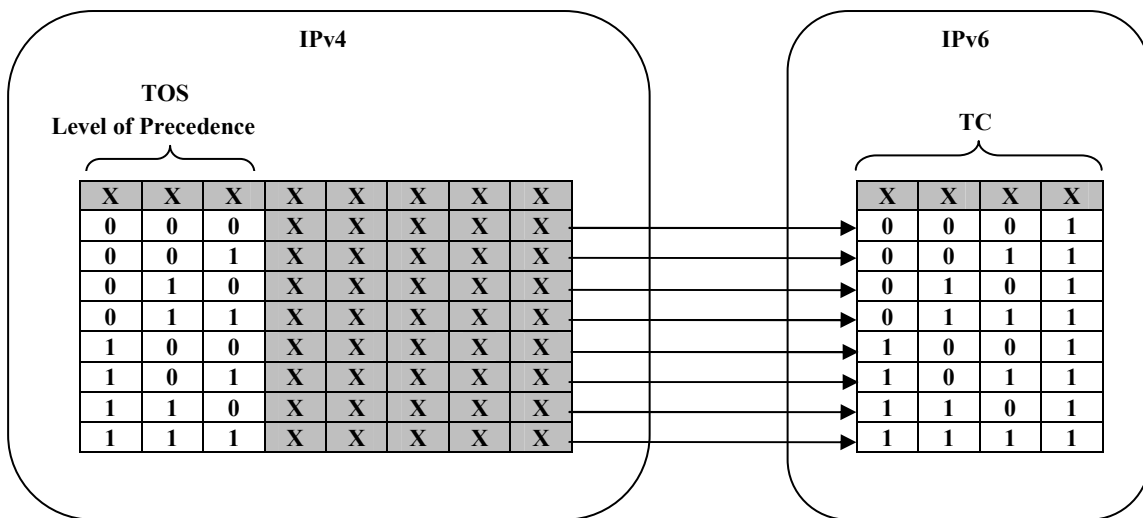 IPv4
IPv6
TOS
Level of Precedence
TC
X X X X X X X X X X X X
0 0 0 X X X X X 0 0 0 1
0 0 1 X X X X X 0 0 1 1
0 1 0 X X X X X 0 1 0 1
0 1 1 X X X X X 0 1 1 1
1 0 0 X X X X X 1 0 0 1
1 0 1 X X X X X 1 0 1 1
1 1 0 X X X X X 1 1 0 1
1 1 1 X X X X X 1 1 1 1